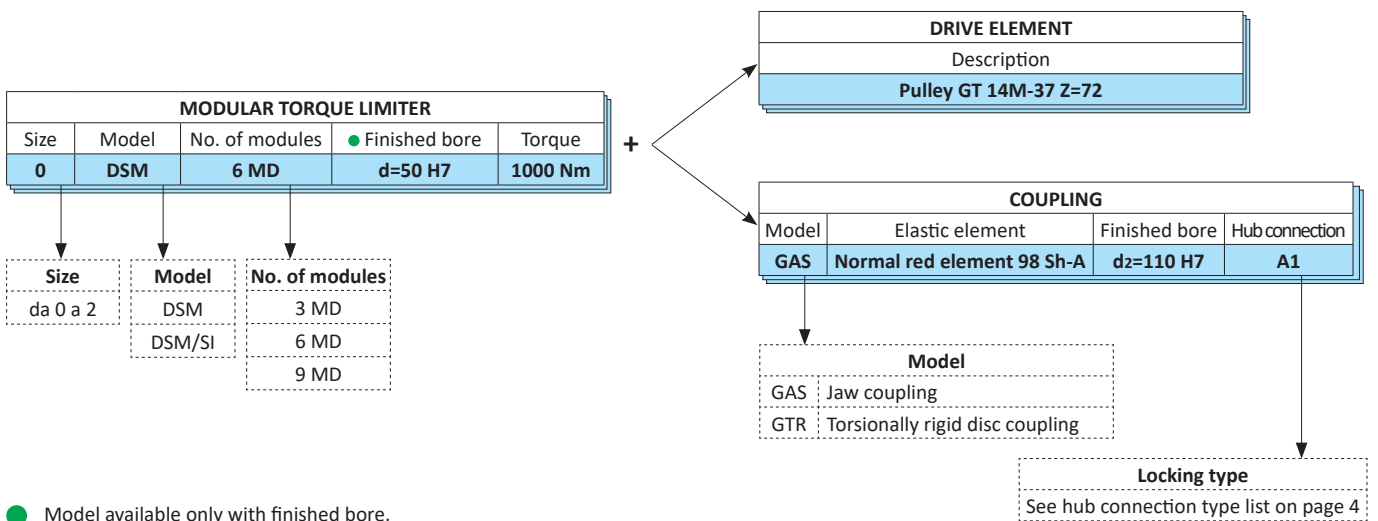 DRIVE ELEMENT
Description
Pulley GT 14M-37 Z=72
MODULAR TORQUE LIMITER
Size Model No. of modules Finished bore Torque
0 DSM 6 MD d=50 H7 1000 Nm
+
COUPLING
Model Elastic element Finished bore Hub connection
GAS Normal red element 98 Sh-A d2=110 H7 A1
Size
da 0 a 2
Model
DSM
DSM/SI
No. of modules
3 MD
6 MD
9 MD
Model
GAS Jaw coupling
GTR Torsionally rigid disc coupling
Locking type
See hub connection type list on page 4
Model available only with finished bore.